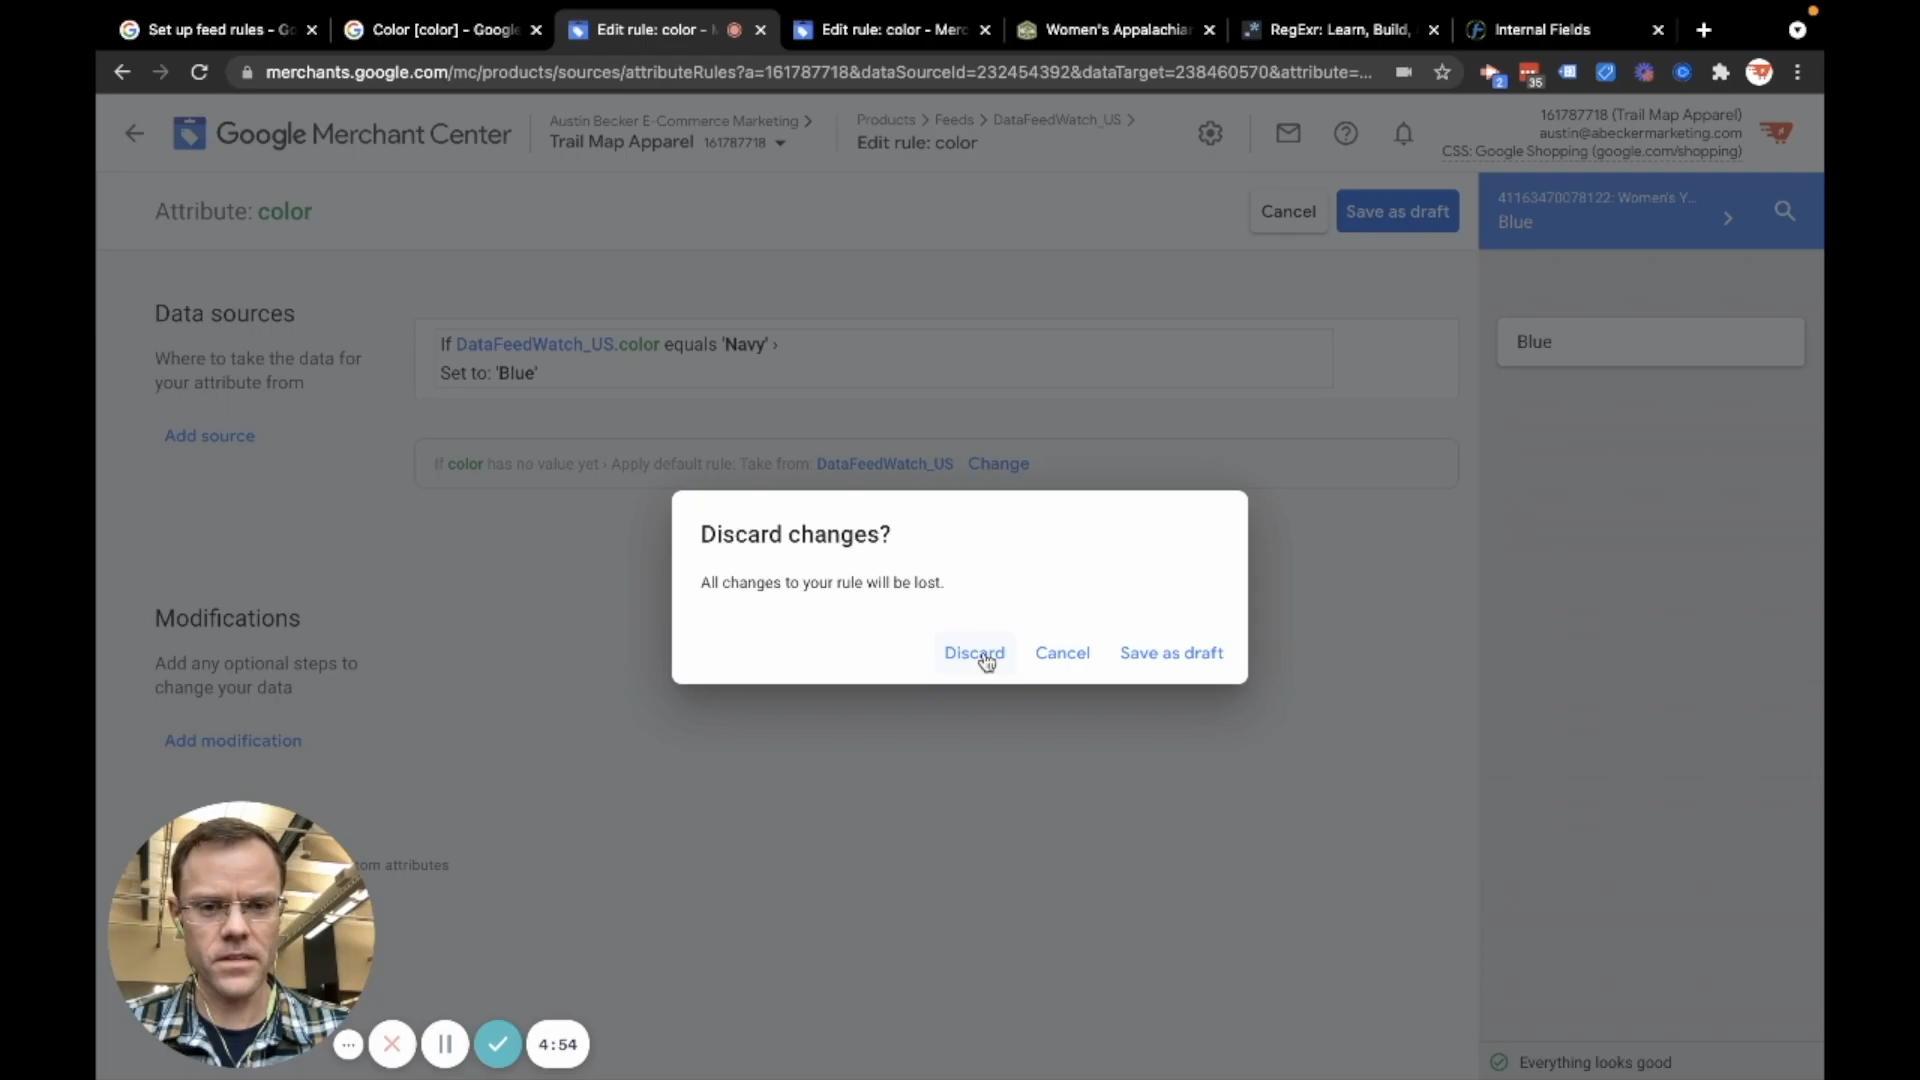 Set up feed rules - Go
Color [color] - Google
Edit rule: color - M
Edit rule: color - Merc
Women's Appalachian
RegExr: Learn, Build,
Internal Fields
merchants.google.com/mc/products/sources/attributeRules?a=161787718&dataSourceId=232454392&dataTarget=238460570&attribute=...
2
35
Google Merchant Center
Austin Becker E-Commerce Marketing
Trail Map Apparel 161787718
Products > Feeds > DataFeedWatch_US >
Edit rule: color
161787718 (Trail Map Apparel)
austin@abeckermarketing.com
CSS: Google Shopping (google.com/shopping)
Attribute: color
Cancel
Save as draft
41163470078122: Women's Y...
Blue
Data sources
Where to take the data for
your attribute from
Add source
If DataFeedWatch_US.color equals 'Navy' ›
Set to: 'Blue'
If color has no value yet › Apply default rule: Take from: DataFeedWatch_US Change
Blue
Discard changes?
All changes to your rule will be lost.
Discard
Cancel
Save as draft
Modifications
Add any optional steps to
change your data
Add modification
tom attributes
4:54
Everything looks good